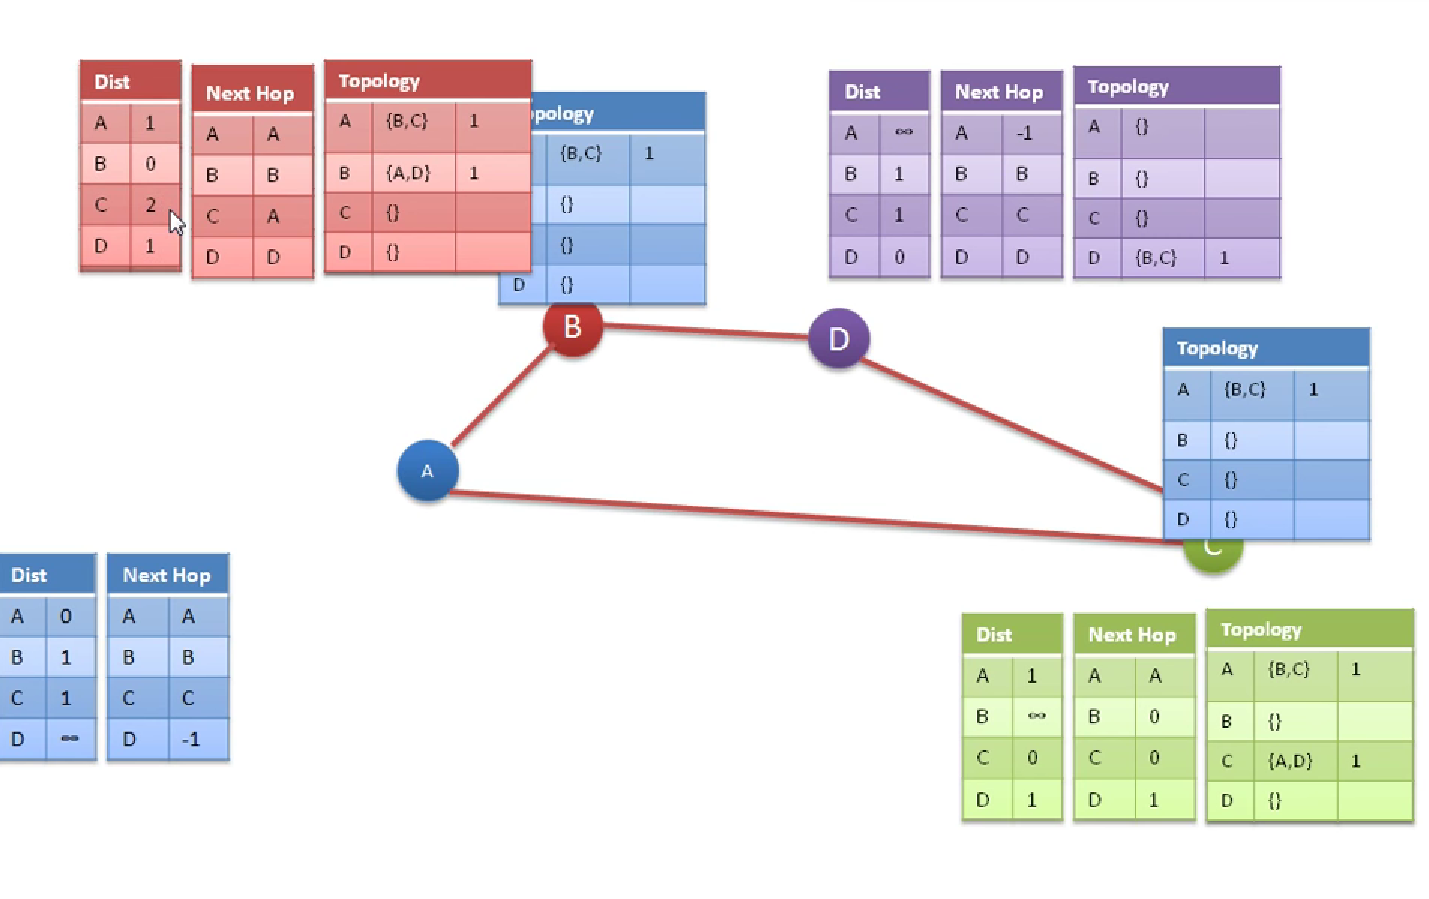 Dist
A 1
B 0
C 2
D 1
Next Hop
A A
B B
C A
D D
Topology
A {B,C} 1
B {A,D} 1
C {}
D {}
pology
{B,C} 1
{}
{}
D {}
Dist
A ∞
B 1
C 1
D 0
Next Hop
A -1
B B
C C
D D
Topology
A {}
B {}
C {}
D {B,C} 1
B
D
A
C
Topology
A {B,C} 1
B {}
C {}
D {}
Dist
A 0
B 1
C 1
D ∞
Next Hop
A A
B B
C C
D -1
Dist
A 1
B ∞
C 0
D 1
Next Hop
A A
B 0
C 0
D 1
Topology
A {B,C} 1
B {}
C {A,D} 1
D {}